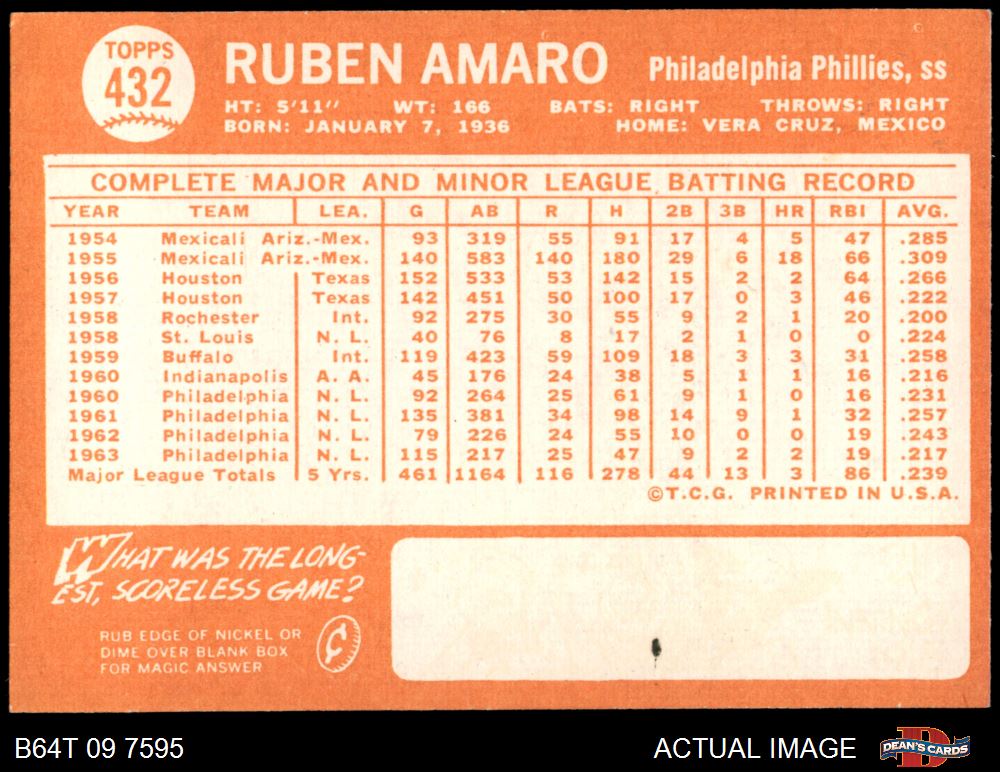 TOPPS
432
RUBEN AMARO Philadelphia Phillies, SS
HT: 5'11" WT: 166 BATS: RIGHT THROWS: RIGHT
BORN: JANUARY 7, 1936 HOME: VERA CRUZ, MEXICO
COMPLETE MAJOR AND MINOR LEAGUE BATTING RECORD
YEAR TEAM LEA. G AB R H 2B 3B HR RBI AVG.
1954 Mexicali Ariz.-Mex. 93 319 55 91 17 4 5 47 .285
1955 Mexicali Ariz.-Mex. 140 583 140 180 29 6 18 66 .309
1956 Houston Texas 152 533 53 142 15 2 2 64 .266
1957 Houston Texas 142 451 50 100 17 0 3 46 .222
1958 Rochester Int. 92 275 30 55 9 2 1 20 .200
1958 St. Louis N. L. 40 76 8 17 2 1 0 0 .224
1959 Buffalo Int. 119 423 59 109 18 3 3 31 .258
1960 Indianapolis A. A. 45 176 24 38 5 1 1 16 .216
1960 Philadelphia N. L. 92 264 25 61 9 1 0 16 .231
1961 Philadelphia N. L. 135 381 34 98 14 9 1 32 .257
1962 Philadelphia N. L. 79 226 24 55 10 0 0 19 .243
1963 Philadelphia N. L. 115 217 25 47 9 2 2 19 .217
Major League Totals 5 Yrs. 461 1164 116 278 44 13 3 86 .239
©T.C.G. PRINTED IN U.S.A.
WHAT WAS THE LONG-
EST, SCORELESS GAME?
RUB EDGE OF NICKEL OR
DIME OVER BLANK BOX
FOR MAGIC ANSWER
B64T 09 7595 ACTUAL IMAGE DEAN'S CARDS